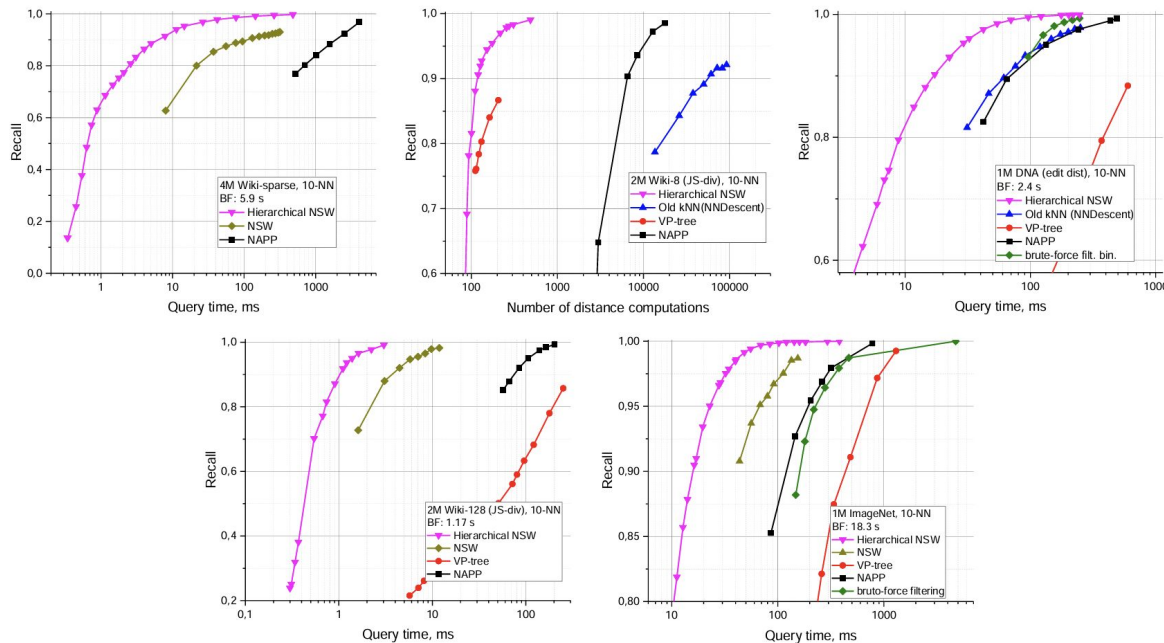 1,0
0,8
0,6
0,4
0,2
0,0
Recall
4M Wiki-sparse, 10-NN
BF: 5.9 s
Hierarchical NSW
NSW
NAPP
1 10 100 1000
Query time, ms
1,0
0,9
0,8
0,7
0,6
Recall
2M Wiki-8 (JS-div), 10-NN
Hierarchical NSW
Old kNN(NNDescent)
VP-tree
NAPP
100 1000 10000 100000
Number of distance computations
1,0
0,8
0,6
Recall
1M DNA (edit dist), 10-NN
BF: 2.4 s
Hierarchical NSW
Old kNN (NNDescent)
VP-tree
NAPP
brute-force filt. bin.
10 100 1000
Query time, ms
1,0
0,8
0,6
0,4
0,2
Recall
2M Wiki-128 (JS-div), 10-NN
BF: 1.17 s
Hierarchical NSW
NSW
VP-tree
NAPP
0,1 1 10 100
Query time, ms
1.00
0,95
0,90
0,85
0,80
Recall
1M ImageNet, 10-NN
BF: 18.3 s
Hierarchical NSW
NSW
VP-tree
NAPP
bruto-force filtering
10 100 1000
Query time, ms